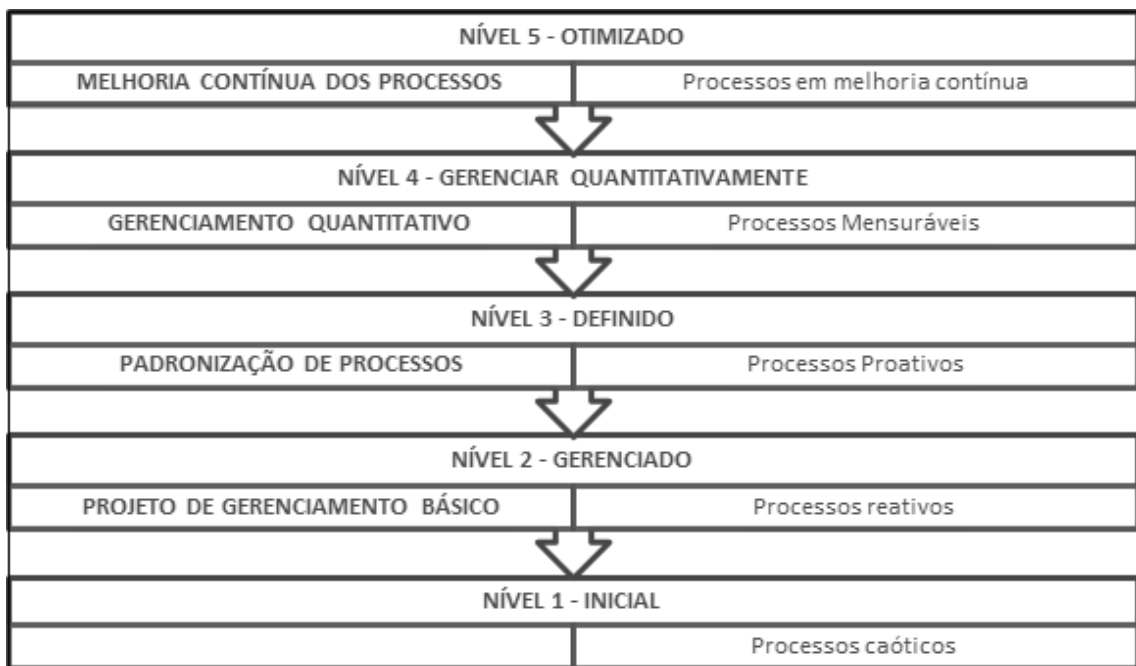 NÍVEL 5 - OTIMIZADO
MELHORIA CONTÍNUA DOS PROCESSOS
Processos em melhoria contínua
NÍVEL 4 - GERENCIAR QUANTITATIVAMENTE
GERENCIAMENTO QUANTITATIVO
Processos Mensuráveis
NÍVEL 3 - DEFINIDO
PADRONIZAÇÃO DE PROCESSOS
Processos Proativos
NÍVEL 2 - GERENCIADO
PROJETO DE GERENCIAMENTO BÁSICO
Processos reativos
NÍVEL 1 - INICIAL
Processos caóticos